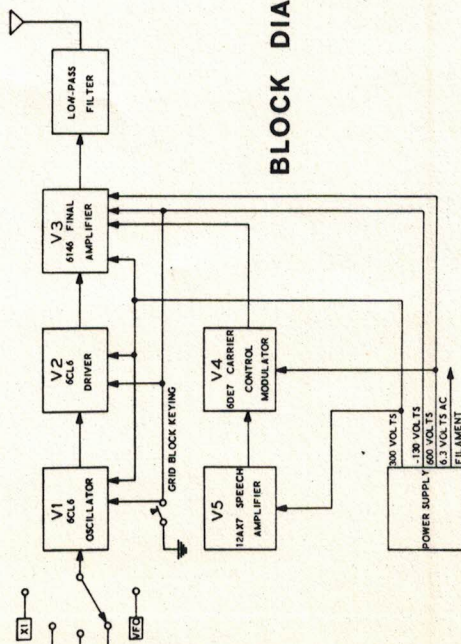 BLOCK DIA
X1
VFO
V1
6CL6
OSCILLATOR
V2
6CL6
DRIVER
V3
6146 FINAL
AMPLIFIER
LOW-PASS
FILTER
GRID BLOCK KEYING
V5
12AX7 SPEECH
AMPLIFIER
V4
6DE7 CARRIER
CONTROL
MODULATOR
POWER SUPPLY
300 VOLTS
-130 VOLTS
600 VOLTS
6.3 VOLTS AC
FILAMENT